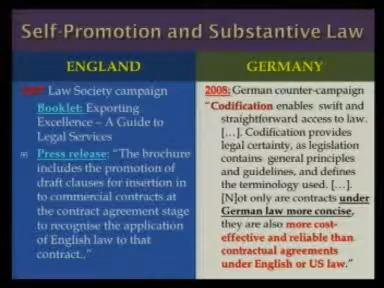 Self-Promotion and Substantive Law
ENGLAND
Law Society campaign
Booklet: Exporting
Excellence – A Guide to
Legal Services
Press release: “The brochure
includes the promotion of
draft clauses for insertion in
to commercial contracts at
the contract agreement stage
to recognise the application
of English law to that
contract.,”
GERMANY
2008: German counter-campaign
“Codification enables swift and
straightforward access to law.
[…]. Codification provides
legal certainty, as legislation
contains general principles
and guidelines, and defines
the terminology used. […].
[N]ot only are contracts under
German law more concise,
they are also more cost-
effective and reliable than
contractual agreements
under English or US law.”